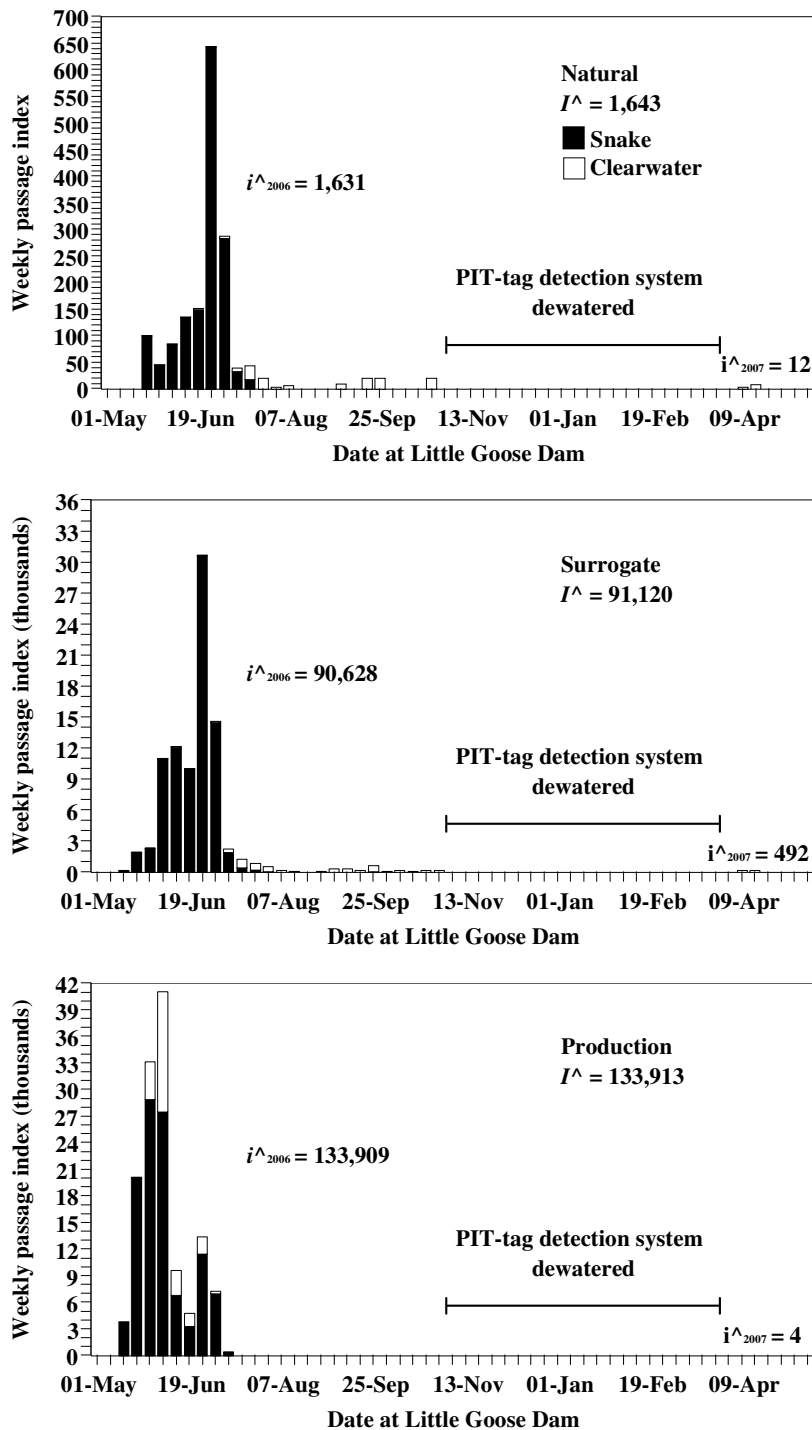 Weekly passage index
700
650
600
550
500
450
400
350
300
250
200
150
100
50
0
Natural
I^ = 1,643
Snake
Clearwater
i^2006 = 1,631
PIT-tag detection system
dewatered
i^2007 = 12
01-May 19-Jun 07-Aug 25-Sep 13-Nov 01-Jan 19-Feb 09-Apr
Date at Little Goose Dam
Weekly passage index (thousands)
36
33
30
27
24
21
18
15
12
9
6
3
0
Surrogate
I^ = 91,120
i^2006 = 90,628
PIT-tag detection system
dewatered
i^2007 = 492
01-May 19-Jun 07-Aug 25-Sep 13-Nov 01-Jan 19-Feb 09-Apr
Date at Little Goose Dam
Weekly passage index (thousands)
42
39
36
33
30
27
24
21
18
15
12
9
6
3
0
Production
I^ = 133,913
i^2006 = 133,909
PIT-tag detection system
dewatered
i^2007 = 4
01-May 19-Jun 07-Aug 25-Sep 13-Nov 01-Jan 19-Feb 09-Apr
Date at Little Goose Dam